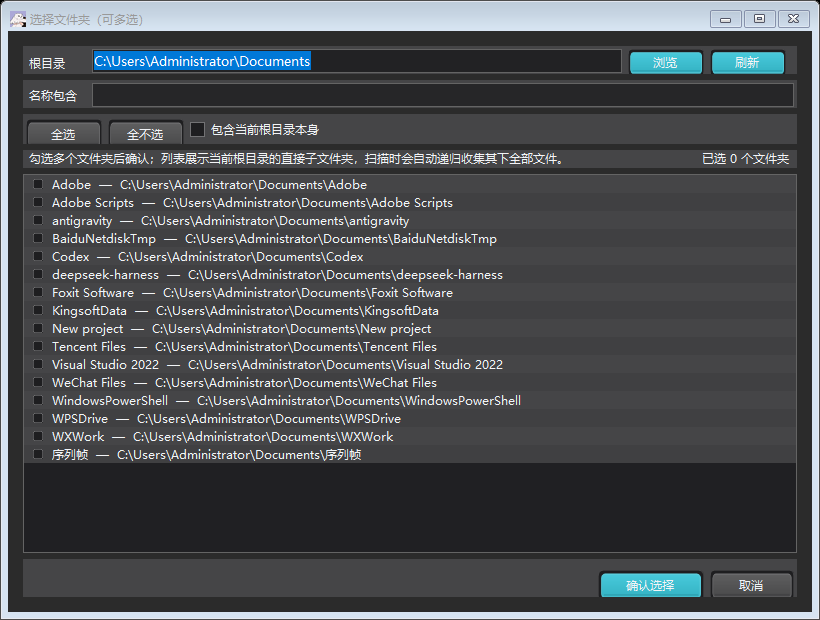 选择文件夹（可多选）
根目录 C:\Users\Administrator\Documents 浏览 刷新
名称包含
全选 全不选 包含当前根目录本身
勾选多个文件夹后确认；列表展示当前根目录的直接子文件夹，扫描时会自动递归收集其下全部文件。 已选 0 个文件夹
Adobe — C:\Users\Administrator\Documents\Adobe
Adobe Scripts — C:\Users\Administrator\Documents\Adobe Scripts
antigravity — C:\Users\Administrator\Documents\antigravity
BaiduNetdiskTmp — C:\Users\Administrator\Documents\BaiduNetdiskTmp
Codex — C:\Users\Administrator\Documents\Codex
deepseek-harness — C:\Users\Administrator\Documents\deepseek-harness
Foxit Software — C:\Users\Administrator\Documents\Foxit Software
KingsoftData — C:\Users\Administrator\Documents\KingsoftData
New project — C:\Users\Administrator\Documents\New project
Tencent Files — C:\Users\Administrator\Documents\Tencent Files
Visual Studio 2022 — C:\Users\Administrator\Documents\Visual Studio 2022
WeChat Files — C:\Users\Administrator\Documents\WeChat Files
WindowsPowerShell — C:\Users\Administrator\Documents\WindowsPowerShell
WPSDrive — C:\Users\Administrator\Documents\WPSDrive
WXWork — C:\Users\Administrator\Documents\WXWork
序列帧 — C:\Users\Administrator\Documents\序列帧
确认选择 取消